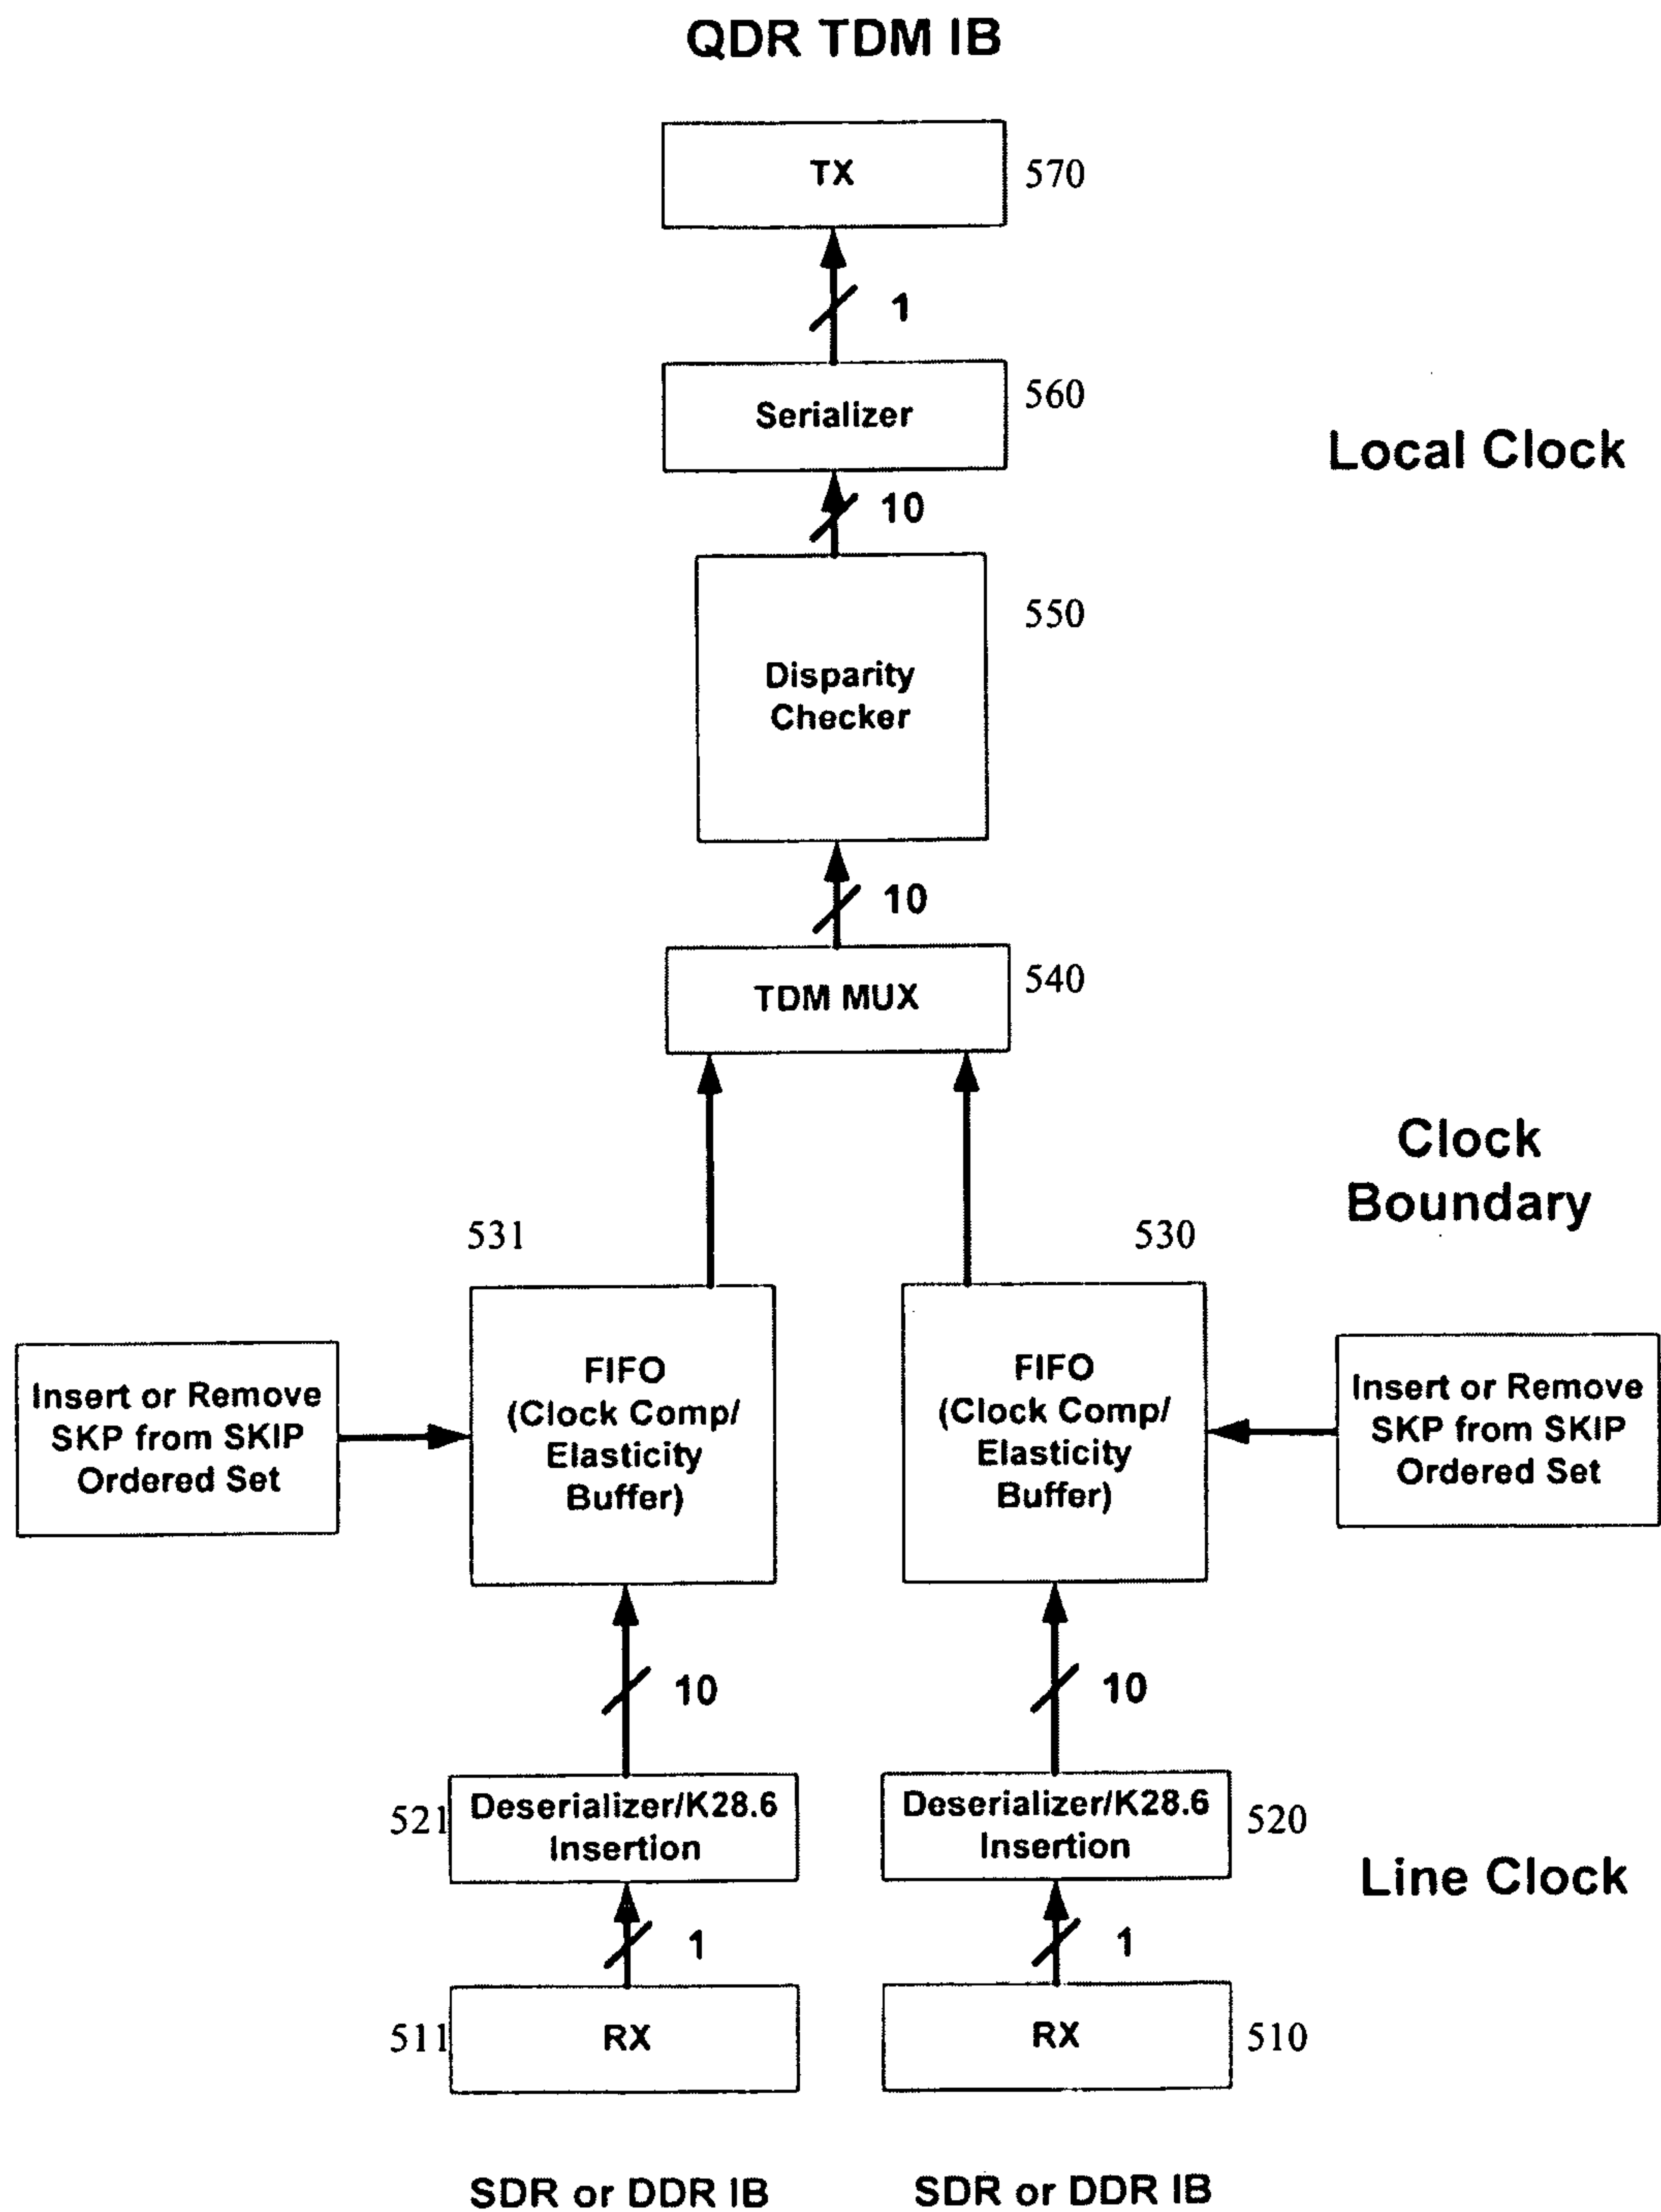 QDR TDM IB
TX
570
1
Serializer
560
Local Clock
10
Disparity
Checker
550
10
TDM MUX
540
Clock
Boundary
531
530
Insert or Remove
SKP from SKIP
Ordered Set
FIFO
(Clock Comp/
Elasticity
Buffer)
FIFO
(Clock Comp/
Elasticity
Buffer)
Insert or Remove
SKP from SKIP
Ordered Set
10
10
521
Deserializer/K28.6
Insertion
Deserializer/K28.6
Insertion
520
Line Clock
1
1
511
RX
RX
510
SDR or DDR IB
SDR or DDR IB